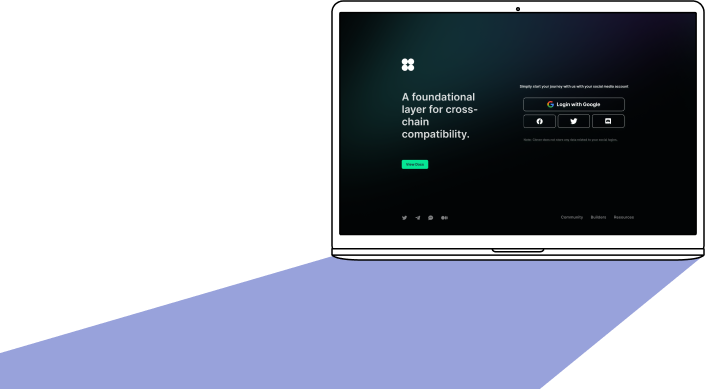 A foundational
layer for cross-
chain
compatibility.
View Docs
Simply start your journey with us with your social media account
Login with Google
Community Builders Resources